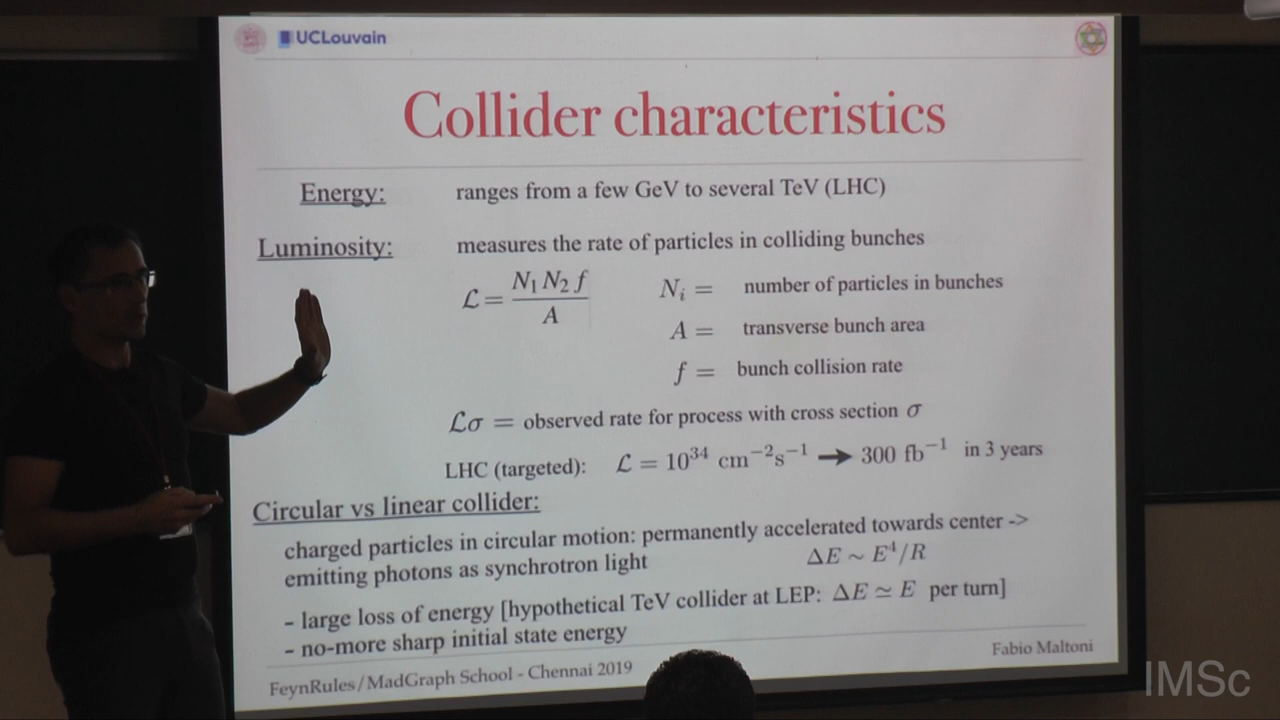 UCLouvain
Collider characteristics
Energy: ranges from a few GeV to several TeV (LHC)
Luminosity: measures the rate of particles in colliding bunches
ℒ = N₁ N₂ f / A
Nᵢ = number of particles in bunches
A = transverse bunch area
f = bunch collision rate
ℒσ = observed rate for process with cross section σ
LHC (targeted): ℒ = 10³⁴ cm⁻²s⁻¹ → 300 fb⁻¹ in 3 years
Circular vs linear collider:
charged particles in circular motion: permanently accelerated towards center ->
emitting photons as synchrotron light ΔE ~ E⁴/R
- large loss of energy [hypothetical TeV collider at LEP: ΔE ≃ E per turn]
- no-more sharp initial state energy
Fabio Maltoni
FeynRules/MadGraph School - Chennai 2019
IMSc